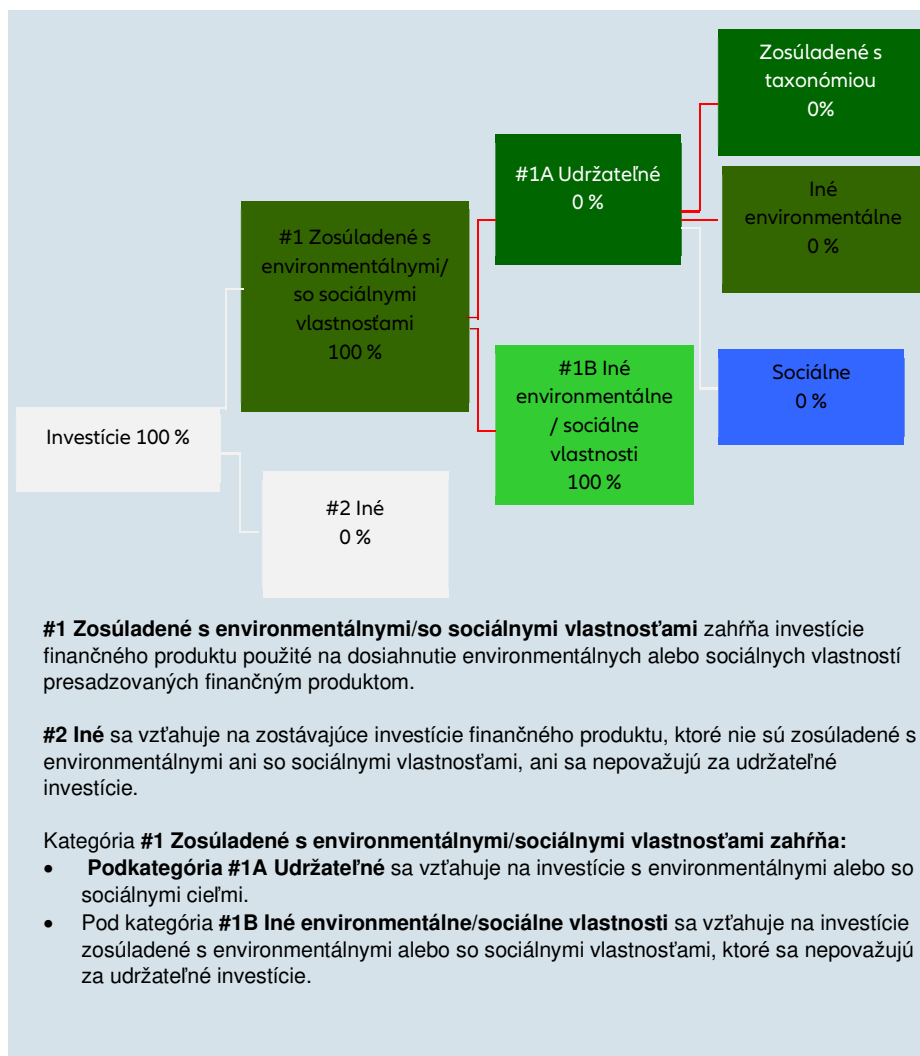 Zosúladené s
taxonómiou
0%
#1A Udržateľné
0 %
Iné
environmentálne
0 %
#1 Zosúladené s
environmentálnymi/
so sociálnymi
vlastnosťami
100 %
#1B Iné
environmentálne
/ sociálne
vlastnosti
100 %
Sociálne
0 %
Investície 100 %
#2 Iné
0 %
#1 Zosúladené s environmentálnymi/so sociálnymi vlastnosťami zahŕňa investície
finančného produktu použité na dosiahnutie environmentálnych alebo sociálnych vlastností
presadzovaných finančným produktom.
#2 Iné sa vzťahuje na zostávajúce investície finančného produktu, ktoré nie sú zosúladené s
environmentálnymi ani so sociálnymi vlastnosťami, ani sa nepovažujú za udržateľné
investície.
Kategória #1 Zosúladené s environmentálnymi/sociálnymi vlastnosťami zahŕňa:
• Podkategória #1A Udržateľné sa vzťahuje na investície s environmentálnymi alebo so
sociálnymi cieľmi.
• Pod kategória #1B Iné environmentálne/sociálne vlastnosti sa vzťahuje na investície
zosúladené s environmentálnymi alebo so sociálnymi vlastnosťami, ktoré sa nepovažujú
za udržateľné investície.